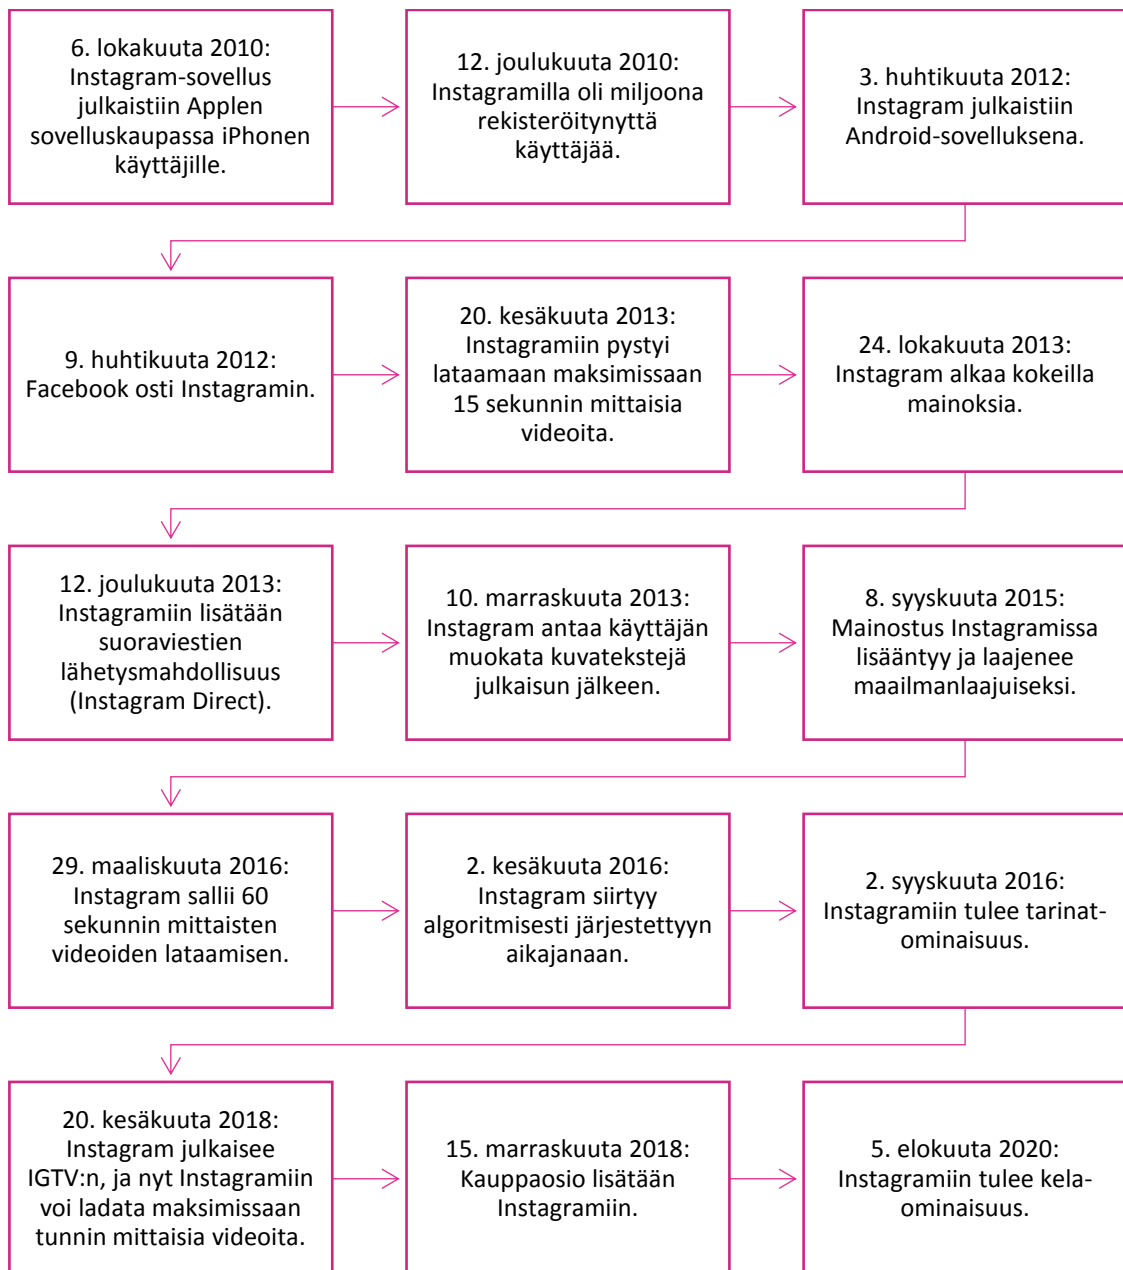 6. lokakuuta 2010:
Instagram-sovellus
julkaistiin Applen
sovelluskaupassa iPhonen
käyttäjille.
12. joulukuuta 2010:
Instagramilla oli miljoona
rekisteröitynyttä
käyttäjää.
3. huhtikuuta 2012:
Instagram julkaistiin
Android-sovelluksena.
9. huhtikuuta 2012:
Facebook osti Instagramin.
20. kesäkuuta 2013:
Instagramiin pystyi
lataamaan maksimissaan
15 sekunnin mittaisia
videoita.
24. lokakuuta 2013:
Instagram alkaa kokeilla
mainoksia.
12. joulukuuta 2013:
Instagramiin lisätään
suoraviestien
lähetysmahdollisuus
(Instagram Direct).
10. marraskuuta 2013:
Instagram antaa käyttäjän
muokata kuvatekstejä
julkaisun jälkeen.
8. syyskuuta 2015:
Mainostus Instagramissa
lisääntyy ja laajenee
maailmanlaajuiseksi.
29. maaliskuuta 2016:
Instagram sallii 60
sekunnin mittaisten
videoiden lataamisen.
2. kesäkuuta 2016:
Instagram siirtyy
algoritmisesti järjestettyyn
aikajanaan.
2. syyskuuta 2016:
Instagramiin tulee tarinat-
ominaisuus.
20. kesäkuuta 2018:
Instagram julkaisee
IGTV:n, ja nyt Instagramiin
voi ladata maksimissaan
tunnin mittaisia videoita.
15. marraskuuta 2018:
Kauppaosio lisätään
Instagramiin.
5. elokuuta 2020:
Instagramiin tulee kela-
ominaisuus.